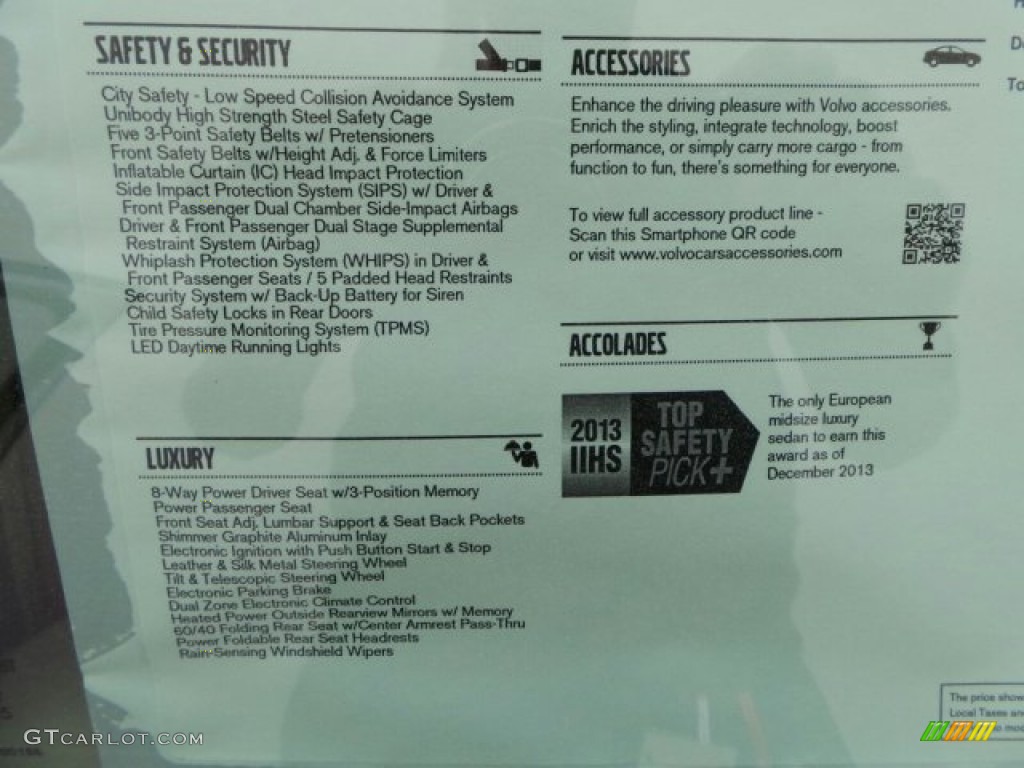 SAFETY & SECURITY
City Safety - Low Speed Collision Avoidance System
Unibody High Strength Steel Safety Cage
Five 3-Point Safety Belts w/ Pretensioners
Front Safety Belts w/Height Adj. & Force Limiters
Inflatable Curtain (IC) Head Impact Protection
Side Impact Protection System (SIPS) w/ Driver &
Front Passenger Dual Chamber Side-Impact Airbags
Driver & Front Passenger Dual Stage Supplemental
Restraint System (Airbag)
Whiplash Protection System (WHIPS) in Driver &
Front Passenger Seats / 5 Padded Head Restraints
Security System w/ Back-Up Battery for Siren
Child Safety Locks in Rear Doors
Tire Pressure Monitoring System (TPMS)
LED Daytime Running Lights
LUXURY
8-Way Power Driver Seat w/3-Position Memory
Power Passenger Seat
Front Seat Adj. Lumbar Support & Seat Back Pockets
Shimmer Graphite Aluminum Inlay
Electronic Ignition with Push Button Start & Stop
Leather & Silk Metal Steering Wheel
Tilt & Telescopic Steering Wheel
Electronic Parking Brake
Dual Zone Electronic Climate Control
Heated Power Outside Rearview Mirrors w/ Memory
60/40 Folding Rear Seat w/Center Armrest Pass-Thru
Power Foldable Rear Seat Headrests
Rain-Sensing Windshield Wipers
ACCESSORIES
Enhance the driving pleasure with Volvo accessories.
Enrich the styling, integrate technology, boost
performance, or simply carry more cargo - from
function to fun, there's something for everyone.
To view full accessory product line -
Scan this Smartphone QR code
or visit www.volvocarsaccessories.com
ACCOLADES
2013
IIHS
TOP
SAFETY
PICK+
The only European
midsize luxury
sedan to earn this
award as of
December 2013
The price show
Local Taxes an
GTCARLOT.COM